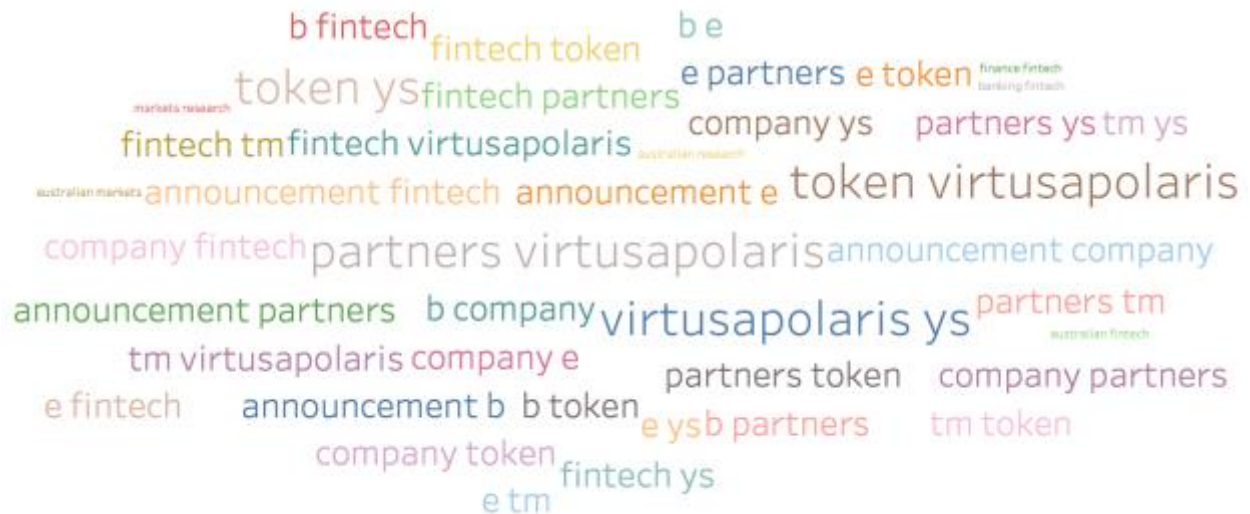 b fintech
fintech token
b e
token ys
fintech partners
e partners
e token
finance fintech
banking fintech
markets research
company ys
partners ys
tm ys
fintech tm
fintech virtusapolaris
australian research
australian markets
announcement fintech
announcement e
token virtusapolaris
company fintech
partners virtusapolaris
announcement company
announcement partners
b company
virtusapolaris ys
partners tm
australian fintech
tm virtusapolaris
company e
partners token
company partners
e fintech
announcement b
b token
e ys
b partners
tm token
company token
fintech ys
e tm